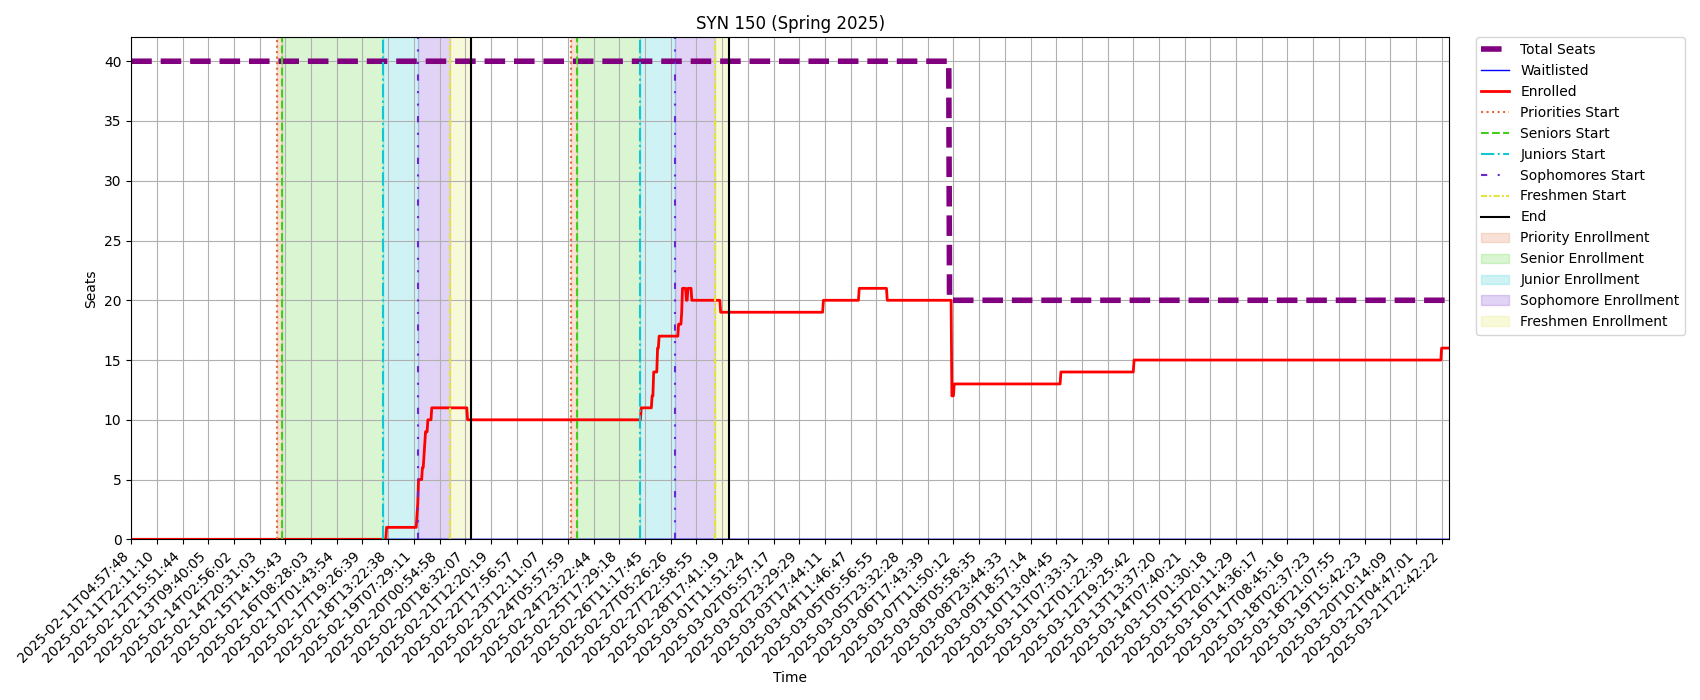 SYN 150 (Spring 2025)
Seats
40
35
30
25
20
15
10
5
0
2025-02-11T04:57:48
2025-02-11T22:11:10
2025-02-12T15:51:44
2025-02-13T09:40:05
2025-02-14T02:56:02
2025-02-14T20:31:03
2025-02-15T14:15:43
2025-02-16T08:28:03
2025-02-17T01:43:54
2025-02-17T19:26:39
2025-02-18T13:22:38
2025-02-19T07:29:11
2025-02-20T00:54:58
2025-02-20T18:32:07
2025-02-21T12:20:19
2025-02-22T17:56:57
2025-02-23T12:11:07
2025-02-24T05:57:59
2025-02-24T23:22:44
2025-02-25T17:29:18
2025-02-26T11:17:45
2025-02-27T05:26:26
2025-02-27T22:58:55
2025-02-28T17:41:19
2025-03-01T11:51:24
2025-03-02T05:57:17
2025-03-02T23:29:29
2025-03-03T17:44:11
2025-03-04T11:46:47
2025-03-05T05:56:55
2025-03-05T23:32:28
2025-03-06T17:43:39
2025-03-07T11:50:12
2025-03-08T05:58:35
2025-03-08T23:44:33
2025-03-09T18:57:14
2025-03-10T13:04:45
2025-03-11T07:33:31
2025-03-12T01:22:39
2025-03-12T19:25:42
2025-03-13T13:37:20
2025-03-14T07:40:21
2025-03-15T01:30:18
2025-03-15T20:11:29
2025-03-16T14:36:17
2025-03-17T08:45:16
2025-03-18T02:37:23
2025-03-18T21:07:55
2025-03-19T15:42:23
2025-03-20T10:14:09
2025-03-21T04:47:01
2025-03-21T22:42:22
Time
Total Seats
Waitlisted
Enrolled
Priorities Start
Seniors Start
Juniors Start
Sophomores Start
Freshmen Start
End
Priority Enrollment
Senior Enrollment
Junior Enrollment
Sophomore Enrollment
Freshmen Enrollment